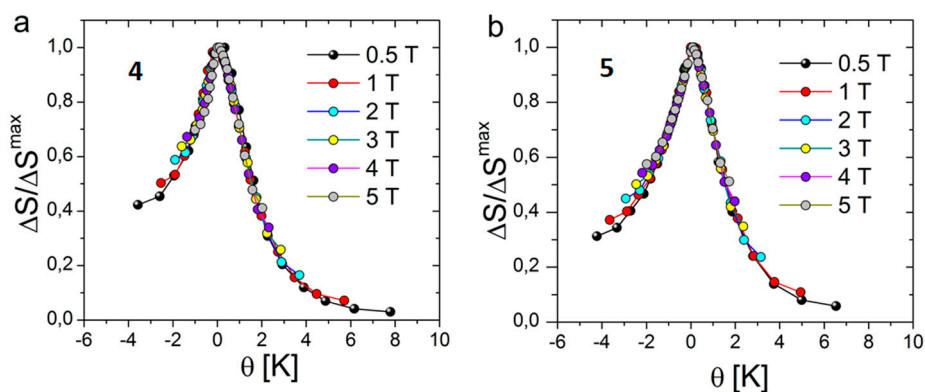 a
ΔS/ΔS^max
1,0
0,8
0,6
0,4
0,2
0,0
4
0.5 T
1 T
2 T
3 T
4 T
5 T
-6 -4 -2 0 2 4 6 8 10
θ [K]
b
ΔS/ΔS^max
1,0
0,8
0,6
0,4
0,2
0,0
5
0.5 T
1 T
2 T
3 T
4 T
5 T
-6 -4 -2 0 2 4 6 8
θ [K]